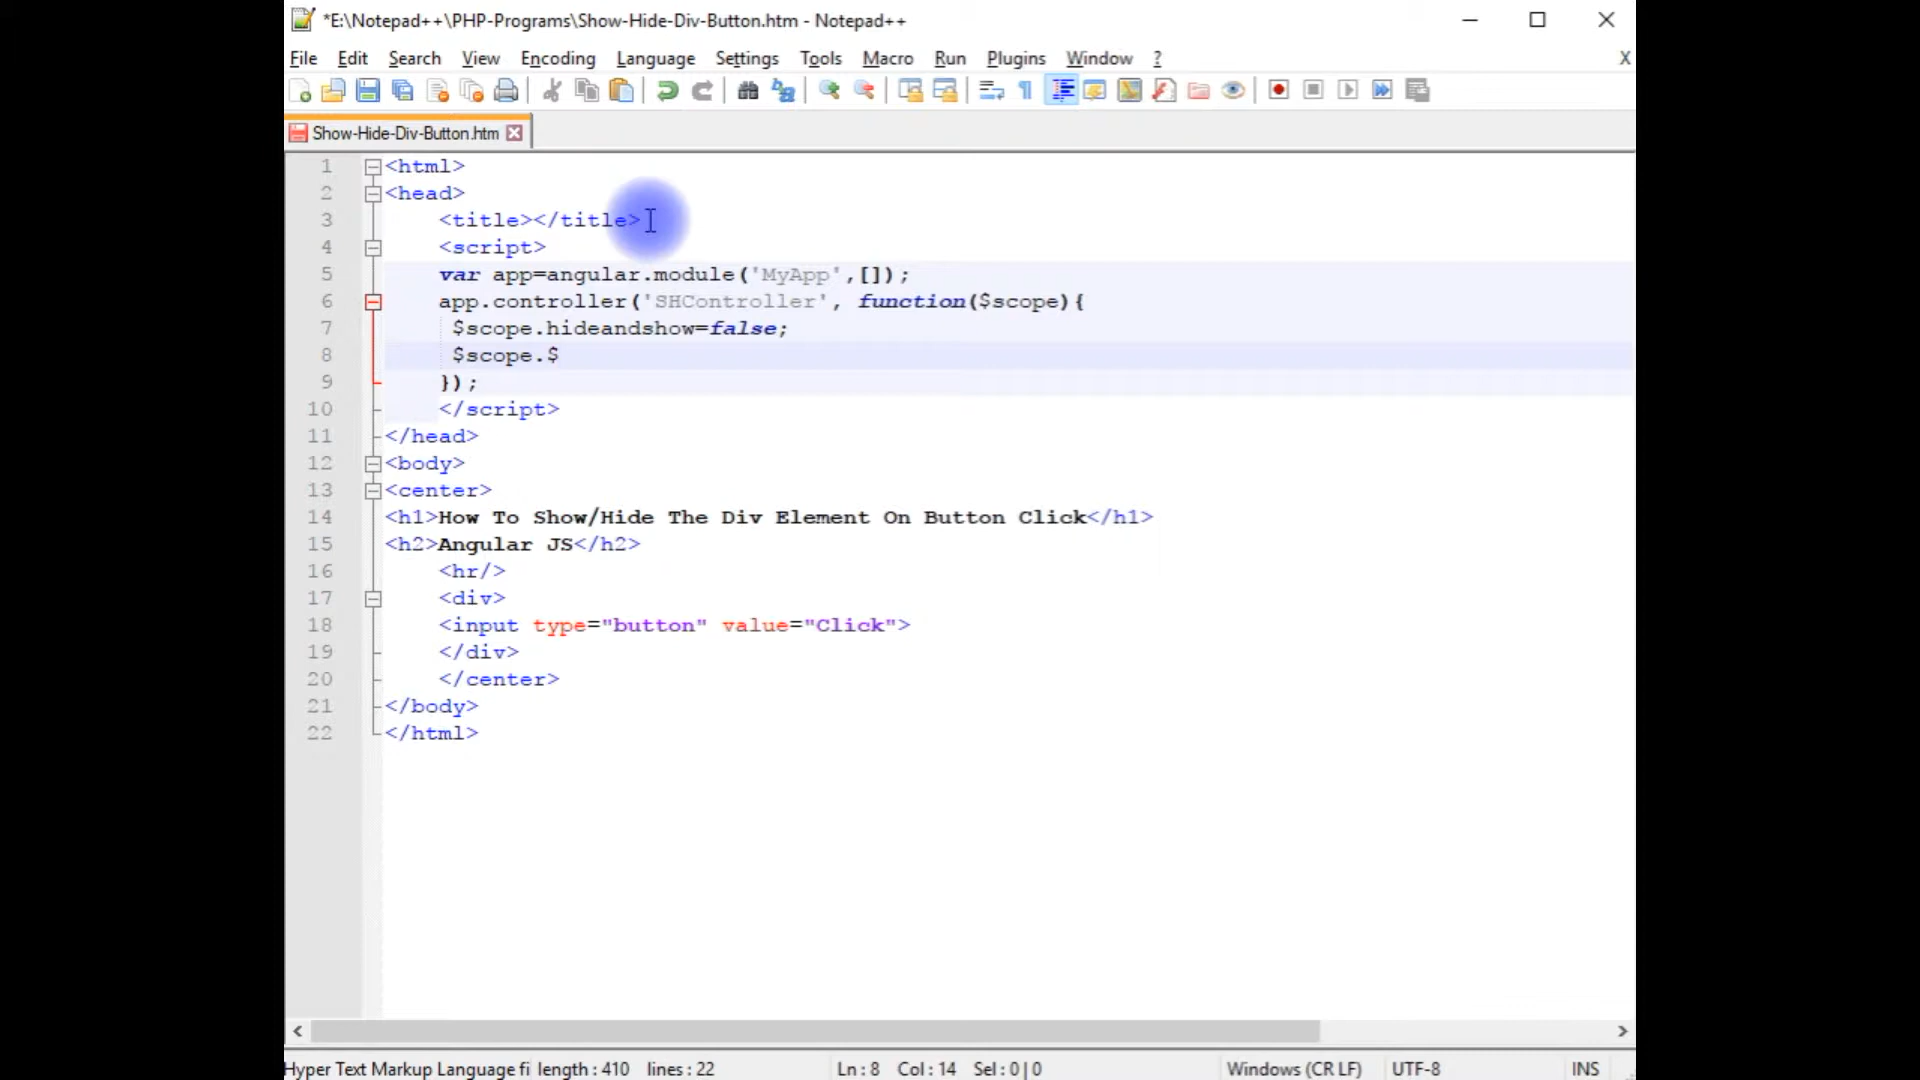 *E:\Notepad++\PHP-Programs\Show-Hide-Div-Button.htm - Notepad++
File Edit Search View Encoding Language Settings Tools Macro Run Plugins Window ? X
Show-Hide-Div-Button.htm
1 <html>
2 <head>
3 <title></title>
4 <script>
5 var app=angular.module('MyApp',[]);
6 app.controller('SHController', function($scope){
7 $scope.hideandshow=false;
8 $scope.$
9 });
10 </script>
11 </head>
12 <body>
13 <center>
14 <h1>How To Show/Hide The Div Element On Button Click</h1>
15 <h2>Angular JS</h2>
16 <hr/>
17 <div>
18 <input type="button" value="Click">
19 </div>
20 </center>
21 </body>
22 </html>
Hyper Text Markup Language fi length : 410 lines : 22 Ln : 8 Col : 14 Sel : 0 | 0 Windows (CR LF) UTF-8 INS